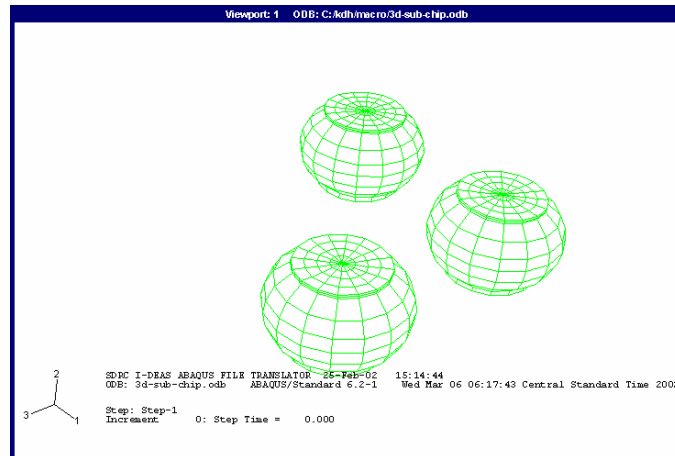 Viewport: 1    ODB: C:/kdh/macro/3d-sub-chip.odb
SDRC I-DEAS ABAQUS FILE TRANSLATOR  25-Feb-02   15:14:44
ODB: 3d-sub-chip.odb    ABAQUS/Standard 6.2-1    Wed Mar 06 06:17:43 Central Standard Time 2002
2
3
1
Step: Step-1
Increment      0: Step Time =    0.000